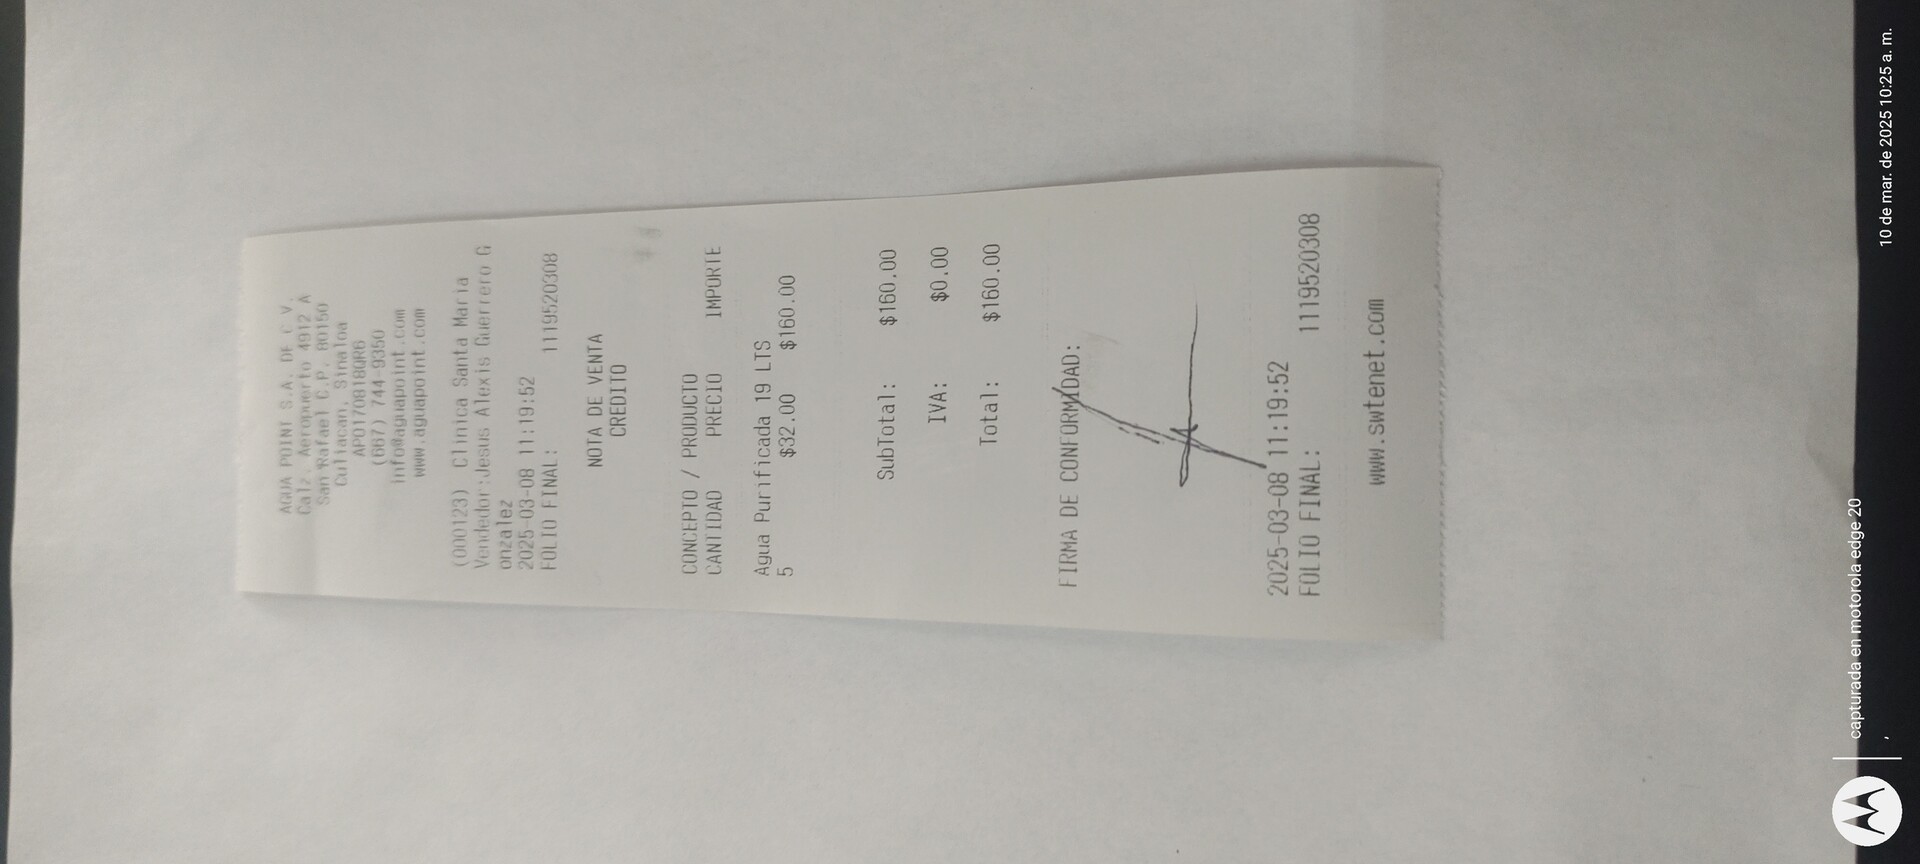 AGUA POINT S.A. DE C.V.
Calz. Aeropuerto 4912 A
San Rafael C.P. 80150
Culiacan, Sinaloa
APO170818QR6
(667) 744-9350
info@aguapoint.com
www.aguapoint.com
(000123) Clinica Santa Maria
Vendedor:Jesus Alexis Guerrero G
onzalez
2025-03-08 11:19:52
FOLIO FINAL: 1119520308
NOTA DE VENTA
CREDITO
CONCEPTO / PRODUCTO
CANTIDAD PRECIO IMPORTE
Agua Purificada 19 LTS
5 $32.00 $160.00
SubTotal: $160.00
IVA: $0.00
Total: $160.00
FIRMA DE CONFORMIDAD:
2025-03-08 11:19:52
FOLIO FINAL: 1119520308
www.swtenet.com
capturada en motorola edge 20
,
10 de mar. de 2025 10:25 a. m.